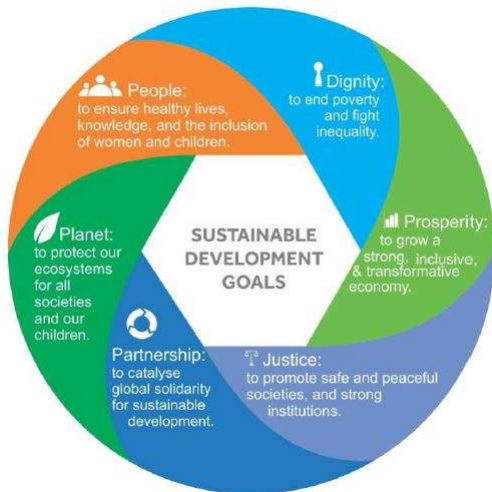 People:
to ensure healthy lives,
knowledge, and the inclusion
of women and children.
Dignity:
to end poverty
and fight
inequality.
Prosperity:
to grow a
strong, inclusive,
& transformative
economy.
Justice:
to promote safe and peaceful
societies, and strong
institutions.
Partnership:
to catalyse
global solidarity
for sustainable
development.
Planet:
to protect our
ecosystems
for all
societies
and our
children.
SUSTAINABLE
DEVELOPMENT
GOALS